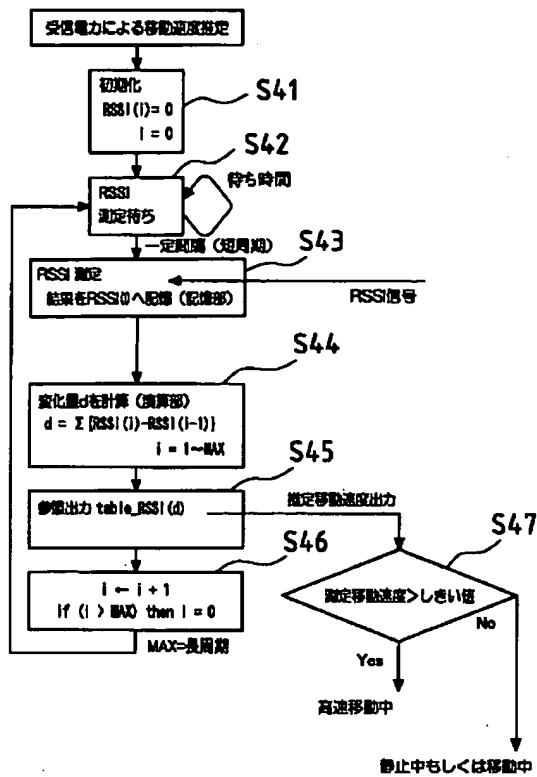 受信電力による移動速度推定
初期化
RSSI(i)= 0
i = 0
S41
S42
RSSI
測定待ち
待ち時間
一定間隔（短周期）
S43
RSSI 測定
結果をRSSI(i)へ記憶（記憶部）
RSSI信号
S44
変化量dを計算（演算部）
d = Σ{RSSI(i)-RSSI(i-1)}
i = 1~MAX
S45
参照出力 table_RSSI(d)
推定移動速度出力
S46
i ← i + 1
if (i > MAX) then i = 0
MAX=長周期
S47
測定移動速度>しきい値
No
Yes
高速移動中
静止中もしくは移動中